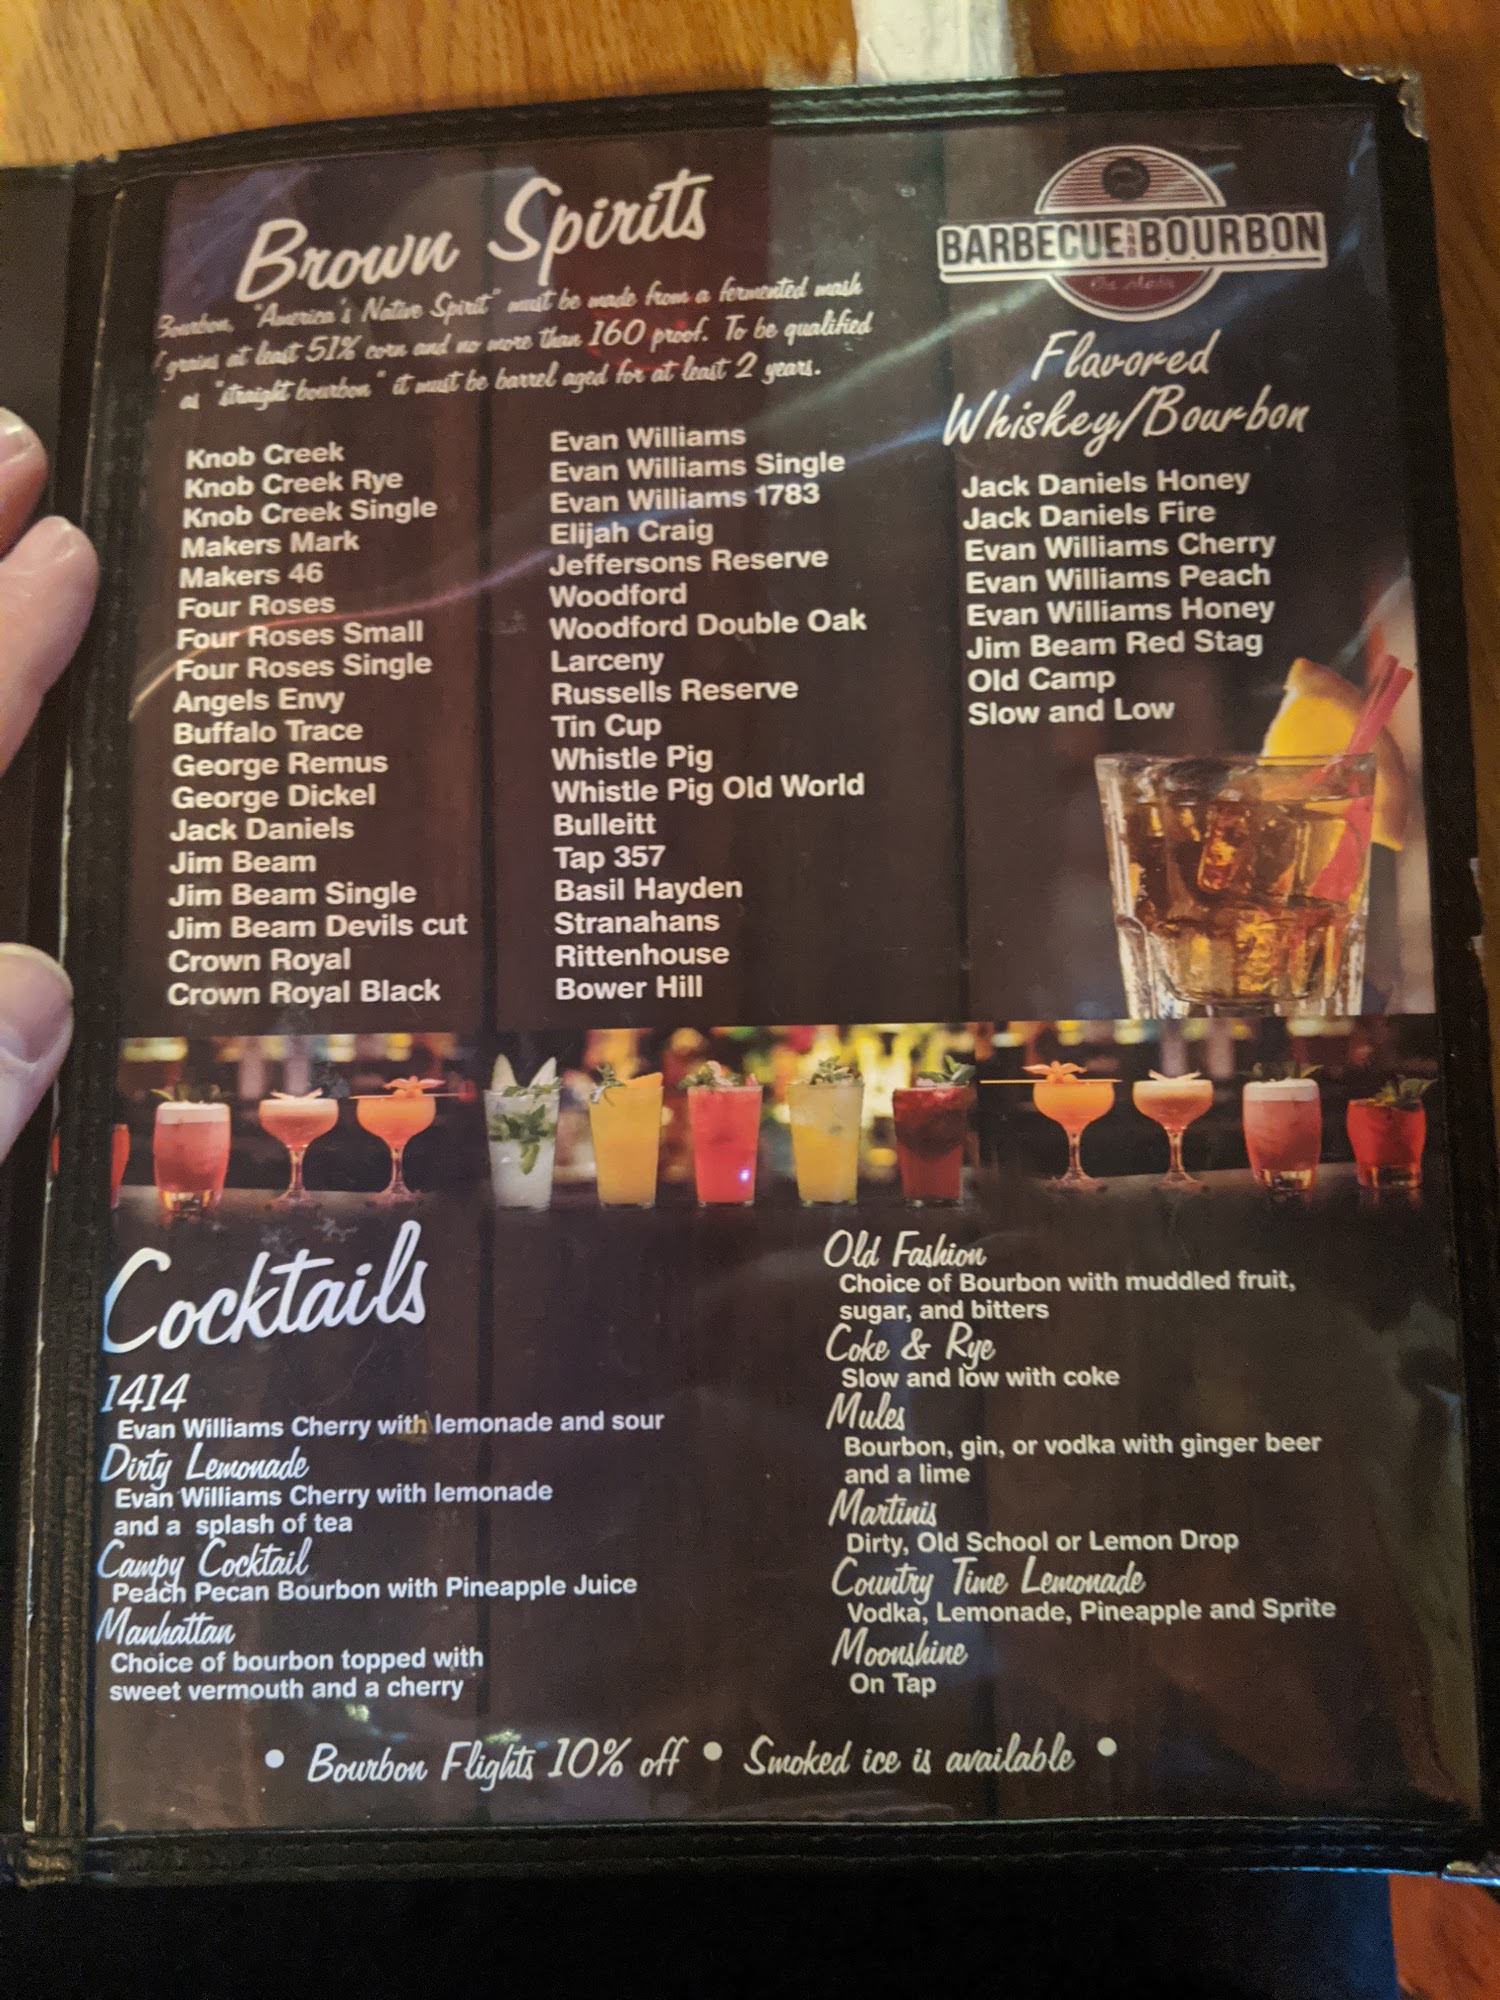 Brown Spirits
Bourbon, "America's Native Spirit" must be made from a fermented mash
grains at least 51% corn and no more than 160 proof. To be qualified
as "straight bourbon" it must be barrel aged for at least 2 years.
Knob Creek
Knob Creek Rye
Knob Creek Single
Makers Mark
Makers 46
Four Roses
Four Roses Small
Four Roses Single
Angels Envy
Buffalo Trace
George Remus
George Dickel
Jack Daniels
Jim Beam
Jim Beam Single
Jim Beam Devils cut
Crown Royal
Crown Royal Black
Evan Williams
Evan Williams Single
Evan Williams 1783
Elijah Craig
Jeffersons Reserve
Woodford
Woodford Double Oak
Larceny
Russells Reserve
Tin Cup
Whistle Pig
Whistle Pig Old World
Bulleitt
Tap 357
Basil Hayden
Stranahans
Rittenhouse
Bower Hill
BARBECUE AND BOURBON
Flavored
Whiskey/Bourbon
Jack Daniels Honey
Jack Daniels Fire
Evan Williams Cherry
Evan Williams Peach
Evan Williams Honey
Jim Beam Red Stag
Old Camp
Slow and Low
Cocktails
1414
Evan Williams Cherry with lemonade and sour
Dirty Lemonade
Evan Williams Cherry with lemonade
and a splash of tea
Campy Cocktail
Peach Pecan Bourbon with Pineapple Juice
Manhattan
Choice of bourbon topped with
sweet vermouth and a cherry
Old Fashion
Choice of Bourbon with muddled fruit,
sugar, and bitters
Coke & Rye
Slow and low with coke
Mules
Bourbon, gin, or vodka with ginger beer
and a lime
Martinis
Dirty, Old School or Lemon Drop
Country Time Lemonade
Vodka, Lemonade, Pineapple and Sprite
Moonshine
On Tap
• Bourbon Flights 10% off • Smoked ice is available •